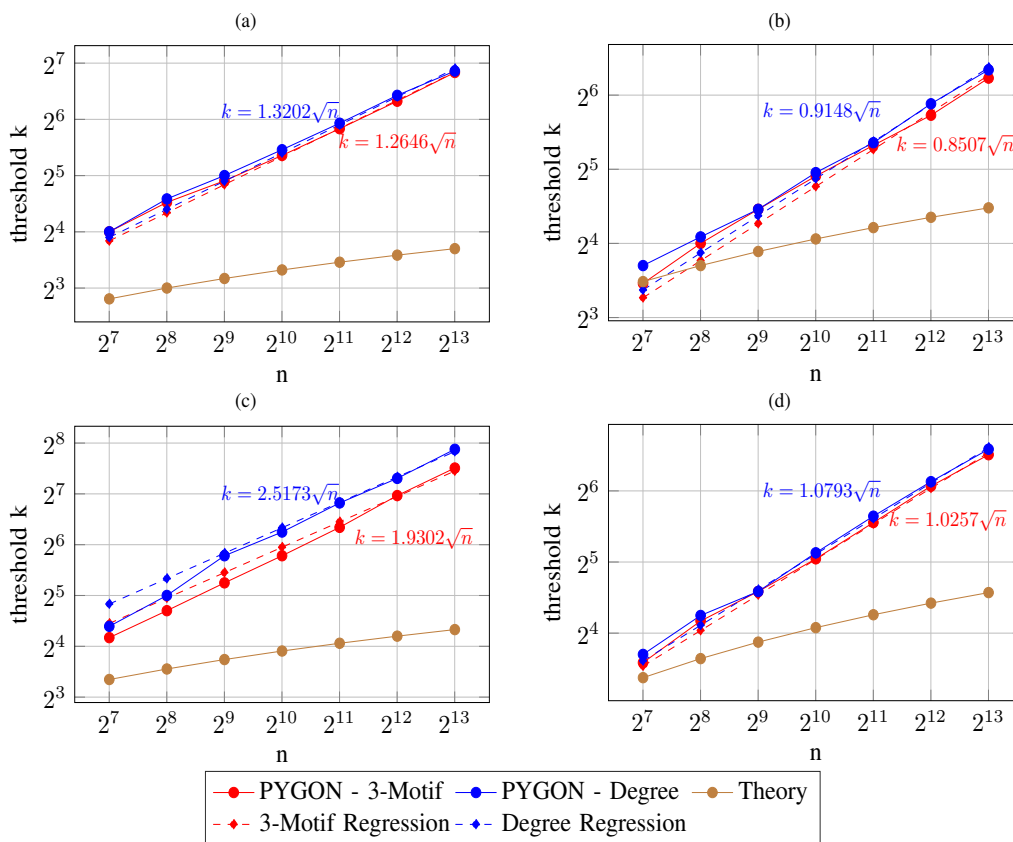 (a)
threshold k
2^7
2^6
2^5
2^4
2^3
k = 1.3202√n
k = 1.2646√n
2^7 2^8 2^9 2^10 2^11 2^12 2^13
n
(b)
threshold k
2^6
2^5
2^4
2^3
k = 0.9148√n
k = 0.8507√n
2^7 2^8 2^9 2^10 2^11 2^12 2^13
n
(c)
threshold k
2^8
2^7
2^6
2^5
2^4
2^3
k = 2.5173√n
k = 1.9302√n
2^7 2^8 2^9 2^10 2^11 2^12 2^13
n
(d)
threshold k
2^6
2^5
2^4
k = 1.0793√n
k = 1.0257√n
2^7 2^8 2^9 2^10 2^11 2^12 2^13
n
PYGON - 3-Motif PYGON - Degree Theory
3-Motif Regression Degree Regression